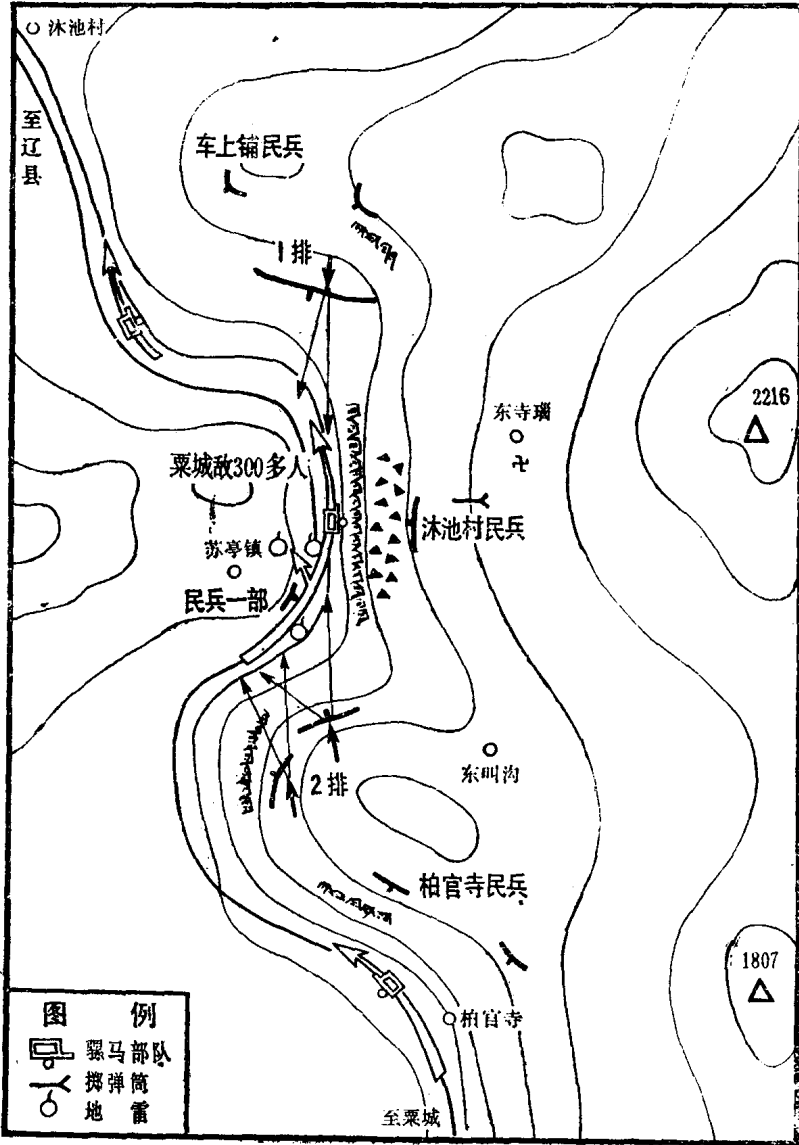 沐池村
至辽县
车上铺民兵
1排
2216
东寺瑙
卍
粟城敌300多人
沐池村民兵
苏亭镇
民兵一部
东叫沟
2排
柏官寺民兵
1807
柏官寺
图 例
骡马部队
掷弹筒
地雷
至粟城